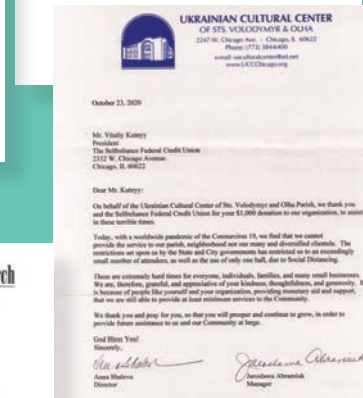 UKRAINIAN CULTURAL CENTER
OF STS. VOLODYMYR & OLHA
2247 W. Chicago Ave. - Chicago, IL 60622
Phone: (773) 384-6400
www.UCCChicago.org
October 23, 2020
Mr. Vitaliy Kutnyy
President
The Selfreliance Federal Credit Union
2332 W. Chicago Avenue
Chicago, IL 60622
Dear Mr. Kutnyy:
On behalf of the Ukrainian Cultural Center of Sts. Volodymyr and Olha Parish, we thank you
and the Selfreliance Federal Credit Union for your $1,000 donation to our organization, to
in these terrible times.
Today, with a worldwide pandemic of the Coronavirus 19, we find that we cannot
provide the service to our parish, neighborhood nor our many and diversified clientele. The
restrictions set upon us by the State and City governments has restricted us to an exceedingly
small number of attendees, as well as the use of only one ball, due to Social Distancing.
These are extremely hard times for everyone, individuals, families, and many small businesses.
We are, therefore, grateful, and appreciative of your kindness, thoughtfulness, and generosity.
is because of people like yourself and your organization, providing monetary aid and support,
that we are still able to provide at least minimum services to the Community.
We thank you and pray for you, so that you will prosper and continue to grow, in order to
provide future assistance to us and our Community at large.
God Bless You!
Sincerely,
Anna
Director
Jaroslawa Abramiuk
Jaroslawa Abramiuk
Manager